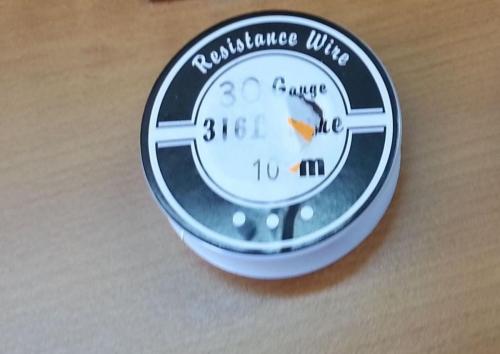 Resistance Wire
30 Gauge
316L
10 m